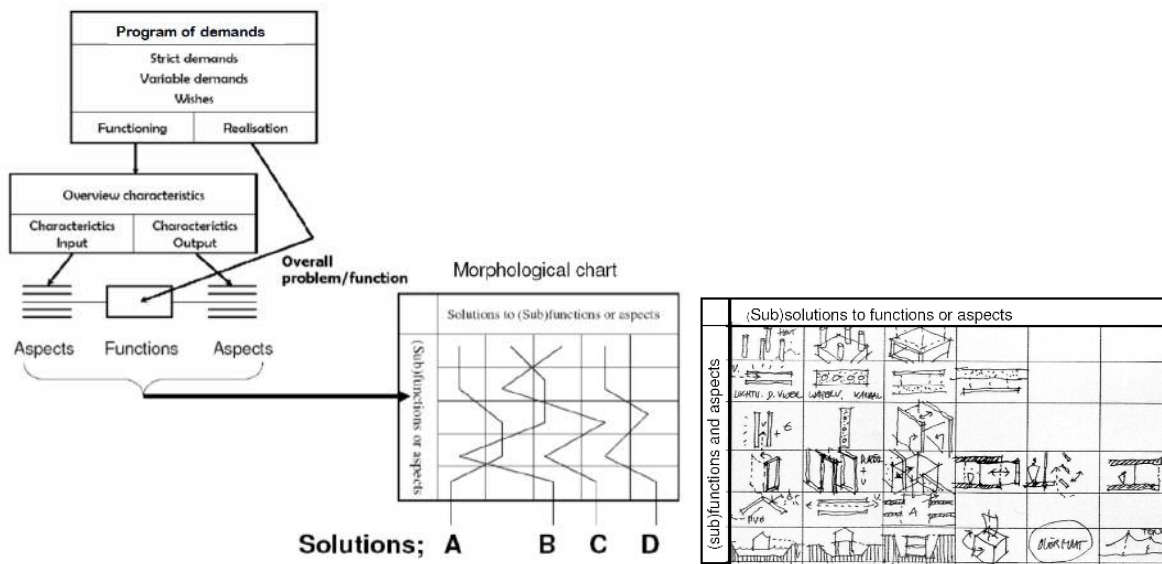 Program of demands
Strict demands
Variable demands
Wishes
Functioning
Realisation
Overview characteristics
Characterictics
Input
Characterictics
Output
Overall
problem/function
Aspects
Functions
Aspects
Morphological chart
Solutions to (Sub)functions or aspects
(Sub)functions or aspects
Solutions; A B C D
(Sub)solutions to functions or aspects
(sub)functions and aspects
A